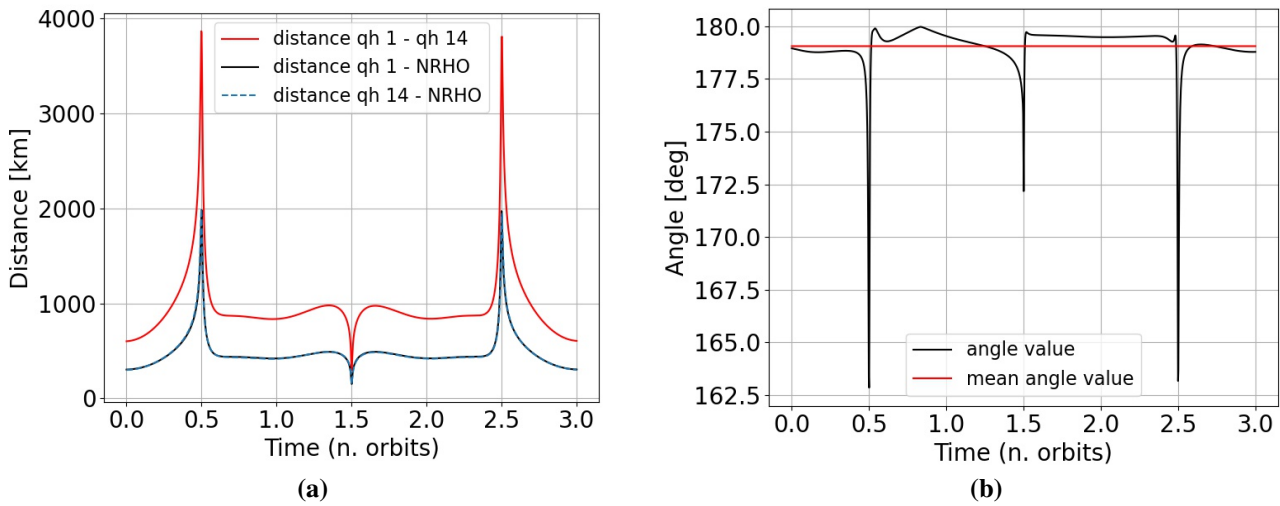 4000
3000
2000
1000
0
Distance [km]
distance qh 1 - qh 14
distance qh 1 - NRHO
distance qh 14 - NRHO
0.0 0.5 1.0 1.5 2.0 2.5 3.0
Time (n. orbits)
(a)
180.0
177.5
175.0
172.5
170.0
167.5
165.0
162.5
Angle [deg]
angle value
mean angle value
0.0 0.5 1.0 1.5 2.0 2.5 3.0
Time (n. orbits)
(b)